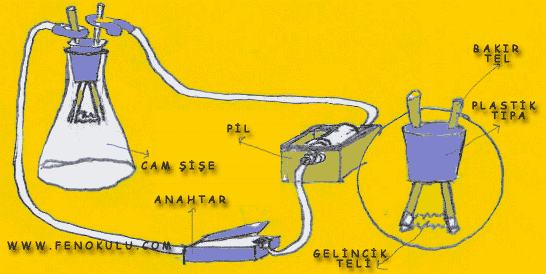 BAKIR
TEL
PLASTİK
TIPA
PİL
CAM ŞİŞE
ANAHTAR
WWW.FENOKULU.COM
GELİNCİK
TELİ